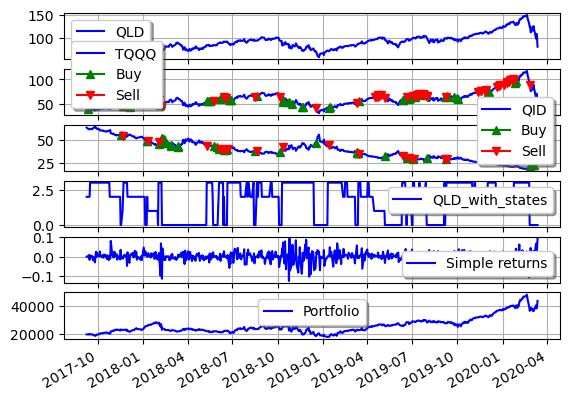 150
100
QLD
TQQQ
Buy
Sell
100
50
QID
Buy
Sell
50
25
2.5
0.0
QLD_with_states
0.1
0.0
−0.1
Simple returns
40000
20000
Portfolio
2017-10
2018-01
2018-04
2018-07
2018-10
2019-01
2019-04
2019-07
2019-10
2020-01
2020-04